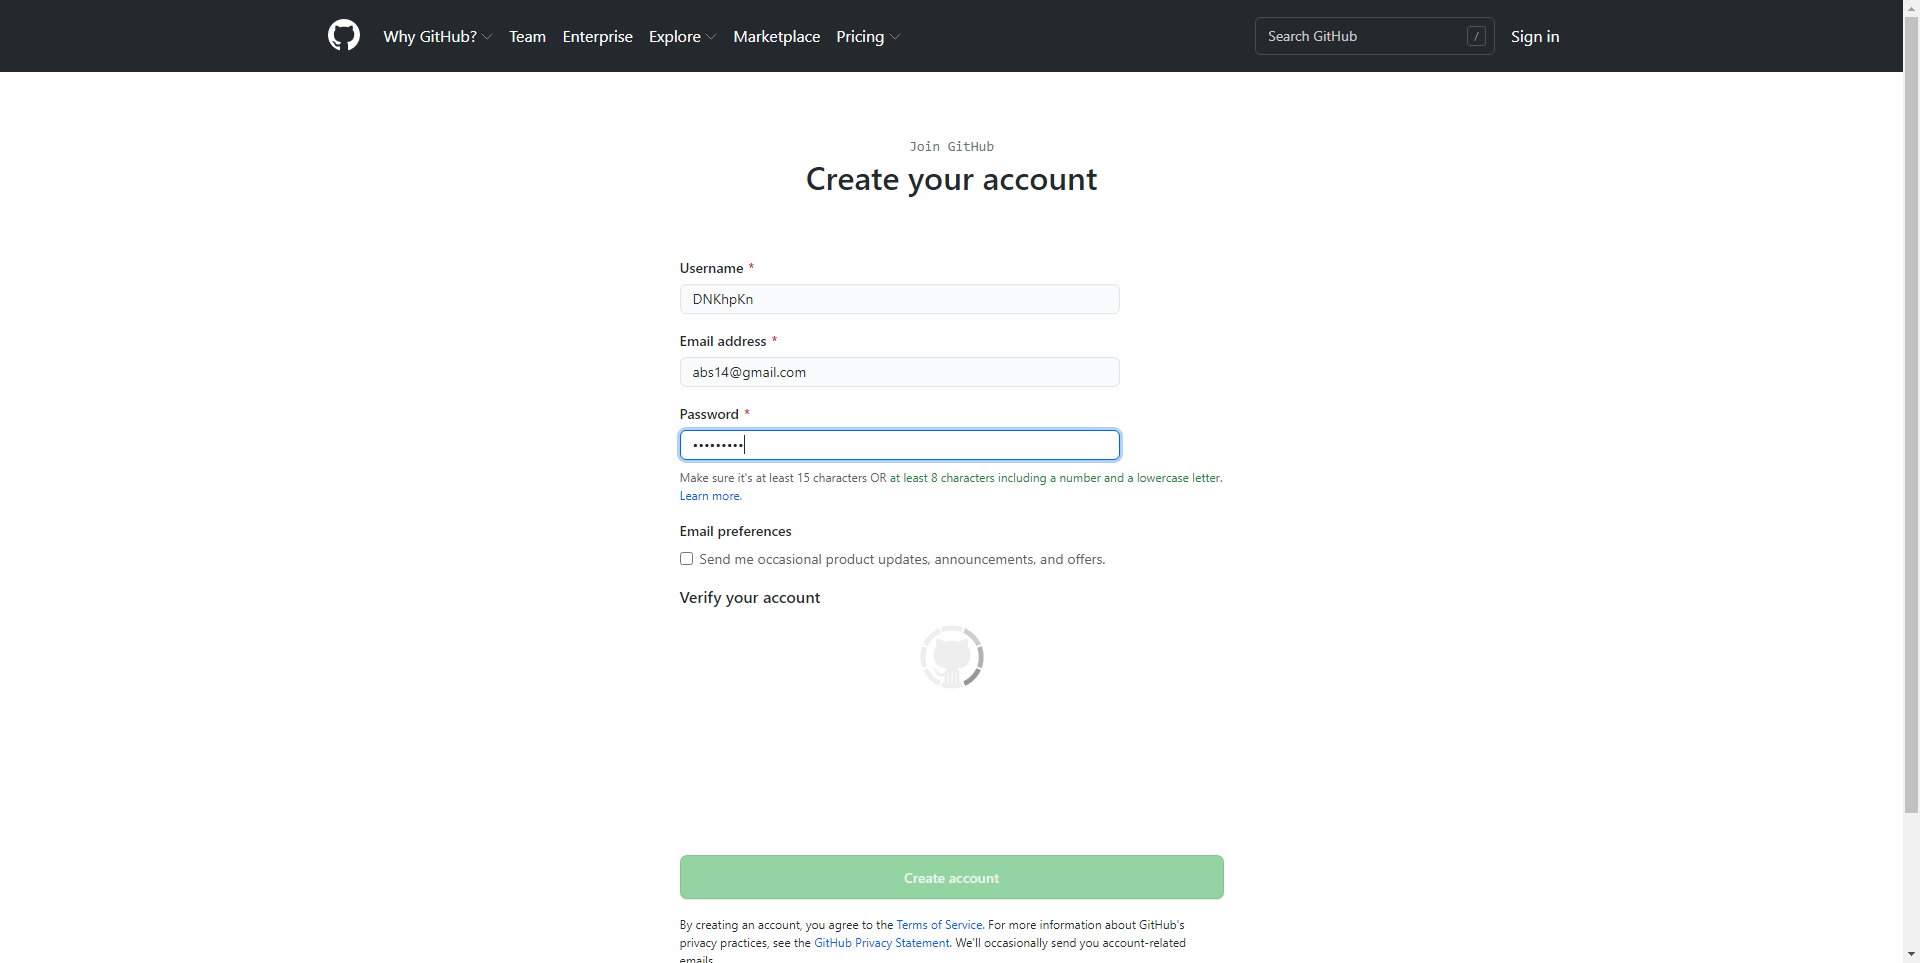 Why GitHub? Team Enterprise Explore Marketplace Pricing Search GitHub / Sign in
Join GitHub
Create your account
Username *
DNKhpKn
Email address *
abs14@gmail.com
Password *
•••••••••
Make sure it's at least 15 characters OR at least 8 characters including a number and a lowercase letter.
Learn more.
Email preferences
Send me occasional product updates, announcements, and offers.
Verify your account
Create account
By creating an account, you agree to the Terms of Service. For more information about GitHub's
privacy practices, see the GitHub Privacy Statement. We'll occasionally send you account-related
emails.